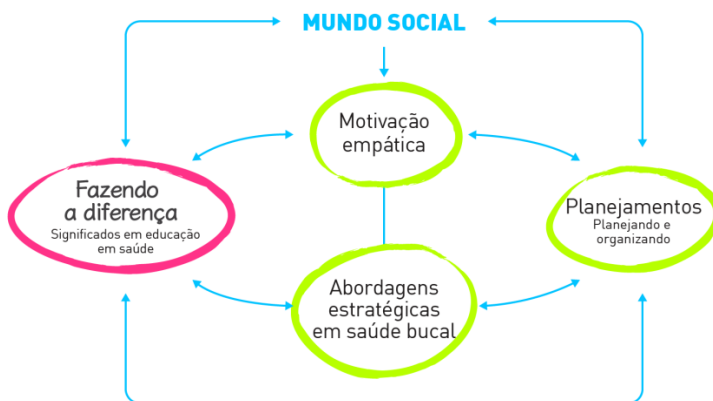 MUNDO SOCIAL
Motivação
empática
Fazendo
a diferença
Significados em educação
em saúde
Planejamentos
Planejando e
organizando
Abordagens
estratégicas
em saúde bucal